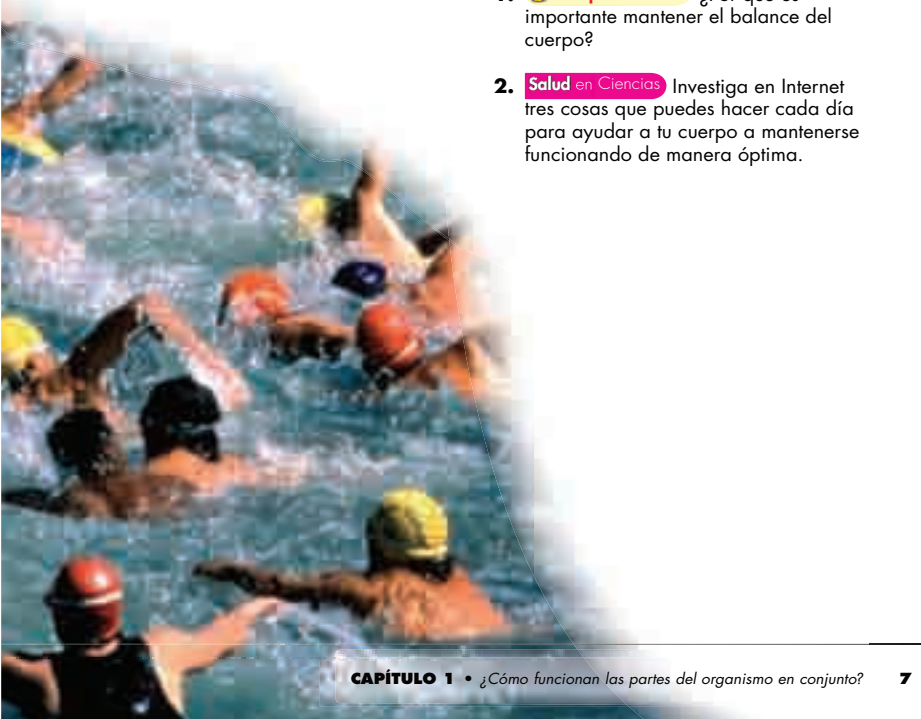 importante mantener el balance del
cuerpo?
2. Salud en Ciencias Investiga en Internet
tres cosas que puedes hacer cada día
para ayudar a tu cuerpo a mantenerse
funcionando de manera óptima.
CAPÍTULO 1 • ¿Cómo funcionan las partes del organismo en conjunto? 7